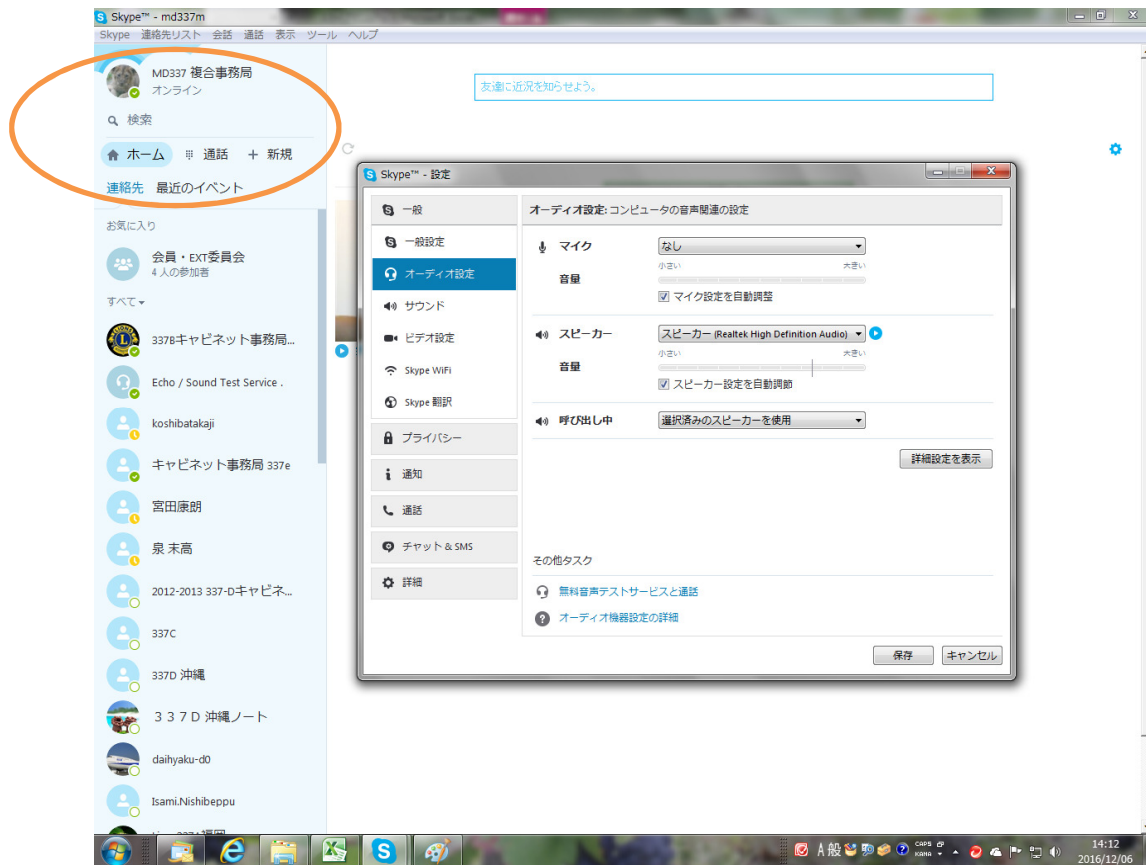 Skype™ - md337m
Skype 連絡先リスト 会話 通話 表示 ツール ヘルプ
MD337 複合事務局
オンライン
検索
ホーム 通話 + 新規
連絡先 最近のイベント
お気に入り
会員・EXT委員会
4 人の参加者
すべて
337Bキャビネット事務局...
Echo / Sound Test Service .
koshibatakaji
キャビネット事務局 337e
宮田康朗
泉 末高
2012-2013 337-Dキャビネ...
337C
337D 沖縄
３３７Ｄ 沖縄ノート
daihyaku-d0
Isami.Nishibeppu
友達に近況を知らせよう。
Skype™ - 設定
一般
一般設定
オーディオ設定
サウンド
ビデオ設定
Skype WiFi
Skype 翻訳
プライバシー
通知
通話
チャット & SMS
詳細
オーディオ設定: コンピュータの音声関連の設定
マイク なし
小さい 大きい
音量
マイク設定を自動調整
スピーカー スピーカー (Realtek High Definition Audio)
小さい 大きい
音量
スピーカー設定を自動調節
呼び出し中 選択済みのスピーカーを使用
詳細設定を表示
その他タスク
無料音声テストサービスと通話
オーディオ機器設定の詳細
保存 キャンセル
A 般 CAPS KANA
14:12
2016/12/06